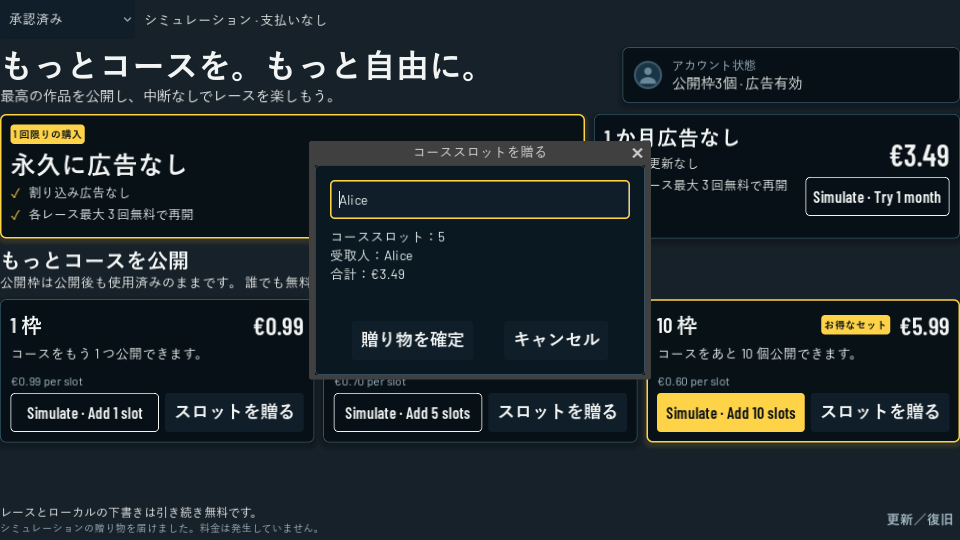 承認済み
シミュレーション · 支払いなし
もっとコースを。もっと自由に。
最高の作品を公開し、中断なしでレースを楽しもう。
アカウント状態
公開枠3個 · 広告有効
1回限りの購入
永久に広告なし
✓ 割り込み広告なし
✓ 各レース最大 3 回無料で再開
1 か月広告なし
更新なし
ース最大 3 回無料で再開
€3.49
Simulate · Try 1 month
コーススロットを贈る
Alice
コーススロット：5
受取人：Alice
合計：€3.49
贈り物を確定
キャンセル
もっとコースを公開
公開枠は公開後も使用済みのままです。 誰でも無料
1 枠
€0.99
コースをもう 1 つ公開できます。
€0.99 per slot
Simulate · Add 1 slot
スロットを贈る
€0.70 per slot
Simulate · Add 5 slots
スロットを贈る
10 枠
お得なセット
€5.99
コースをあと 10 個公開できます。
€0.60 per slot
Simulate · Add 10 slots
スロットを贈る
レースとローカルの下書きは引き続き無料です。
シミュレーションの贈り物を届けました。料金は発生していません。
更新／復旧